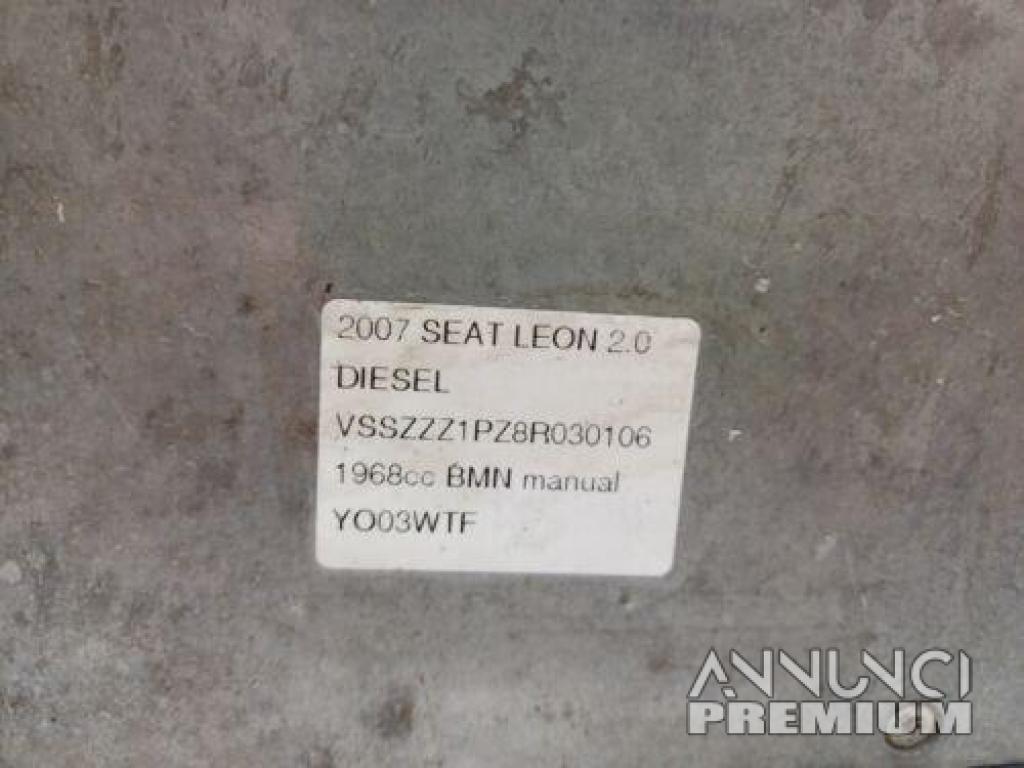 2007 SEAT LEON 2.0
DIESEL
VSSZZZ1PZ8R030106
1968cc BMN manual
YO03WTF
ANNUNCI
PREMIUM